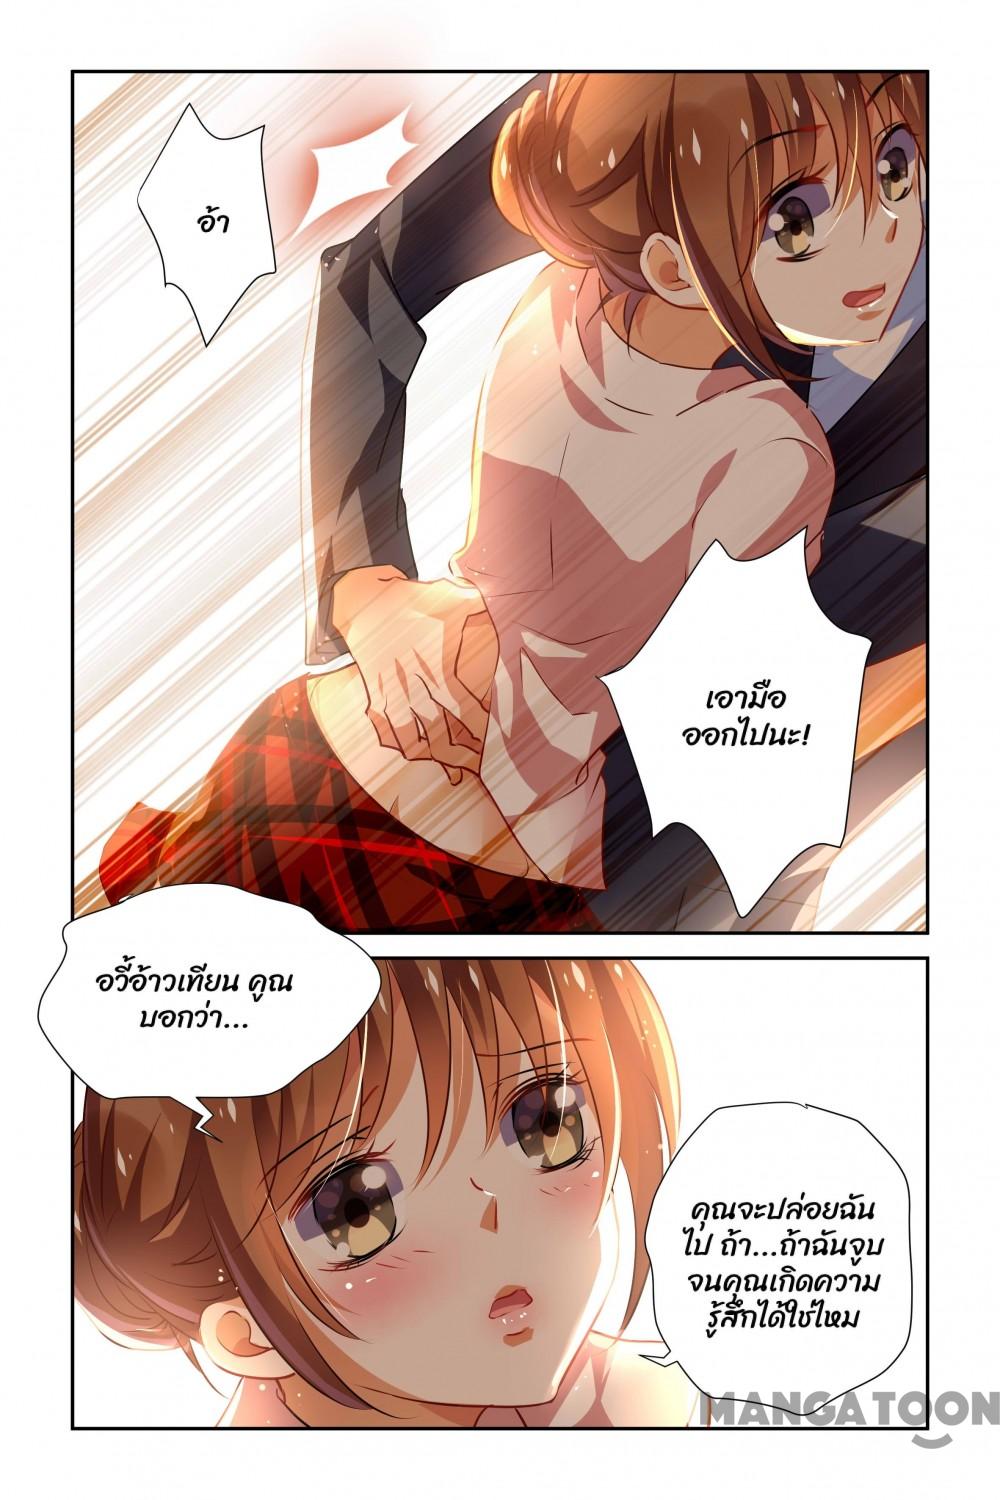 อ้า
เอามือ
ออกไปนะ!
อวี้อ้าวเทียน คูณ
บอกว่า...
คุณจะปล่อยฉัน
ไป ถ้า...ถ้าฉันจูบ
จนคุณเกิดความ
รู้สึกได้ใช่ไหม
MANGATOON